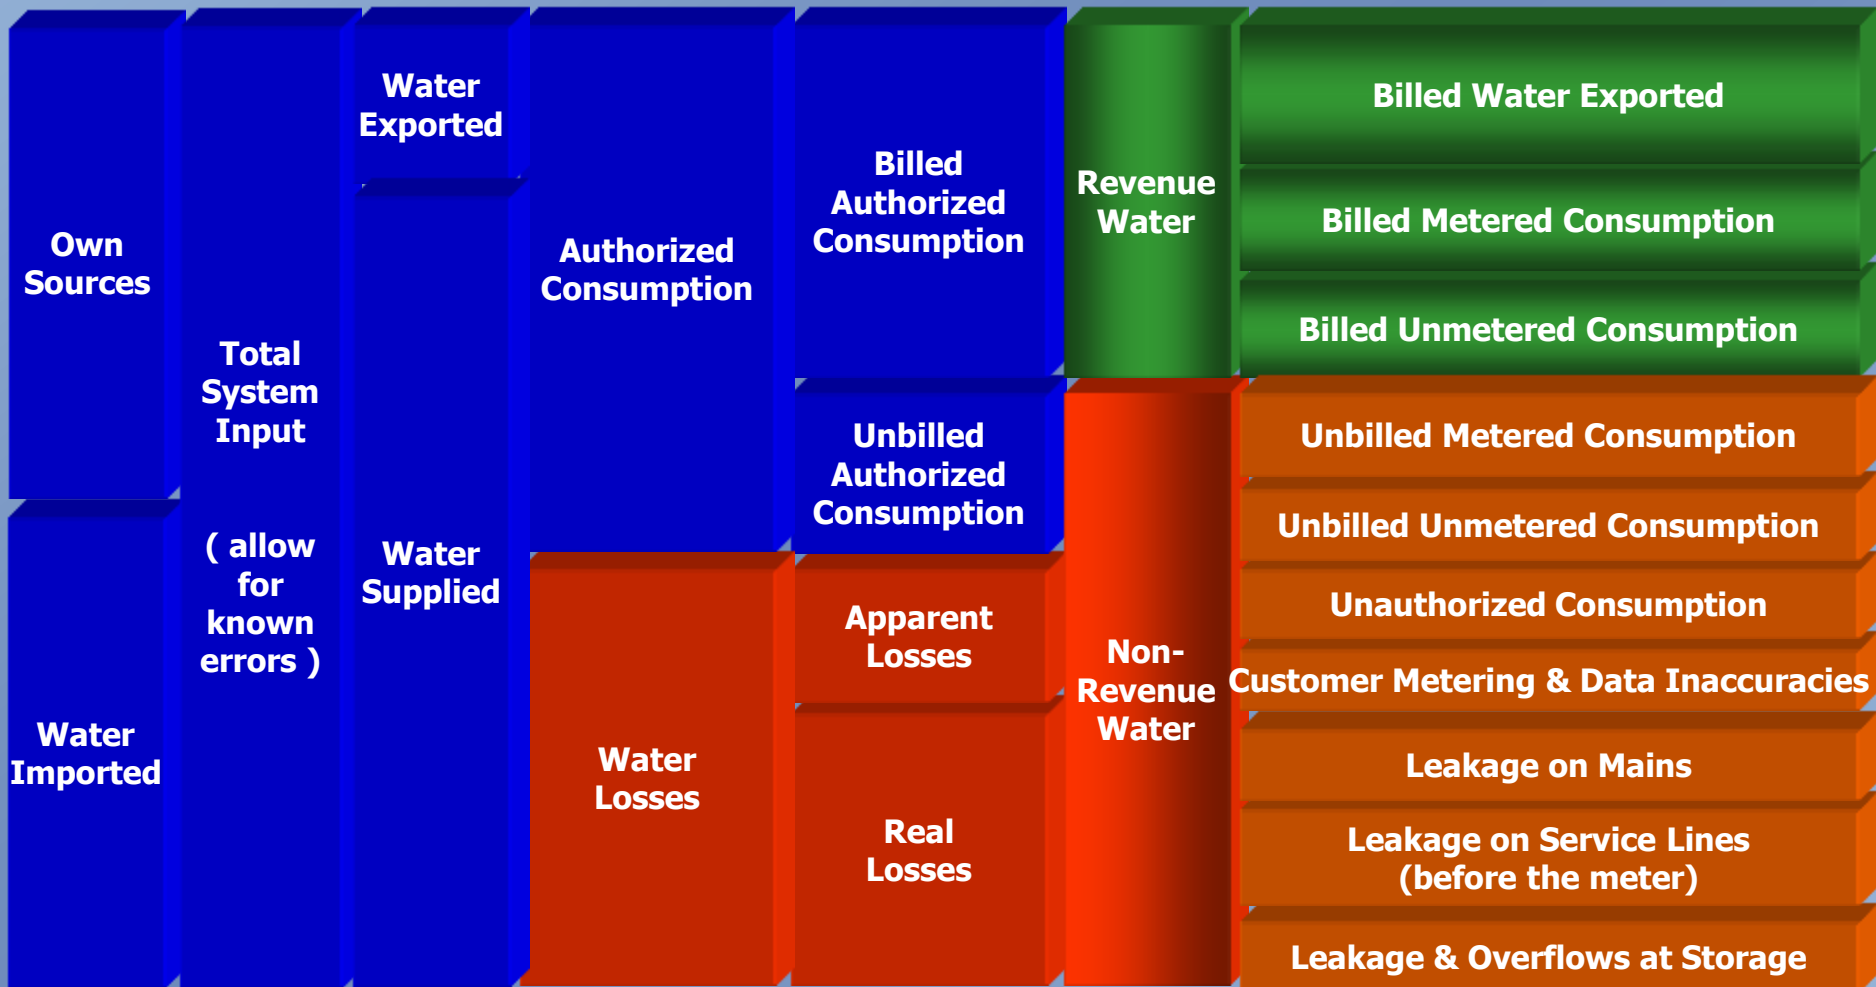 Own
Sources
Water
Imported
Total
System
Input
( allow
for
known
errors )
Water
Exported
Water
Supplied
Authorized
Consumption
Water
Losses
Billed
Authorized
Consumption
Unbilled
Authorized
Consumption
Apparent
Losses
Real
Losses
Revenue
Water
Non-
Revenue
Water
Billed Water Exported
Billed Metered Consumption
Billed Unmetered Consumption
Unbilled Metered Consumption
Unbilled Unmetered Consumption
Unauthorized Consumption
Customer Metering & Data Inaccuracies
Leakage on Mains
Leakage on Service Lines
(before the meter)
Leakage & Overflows at Storage